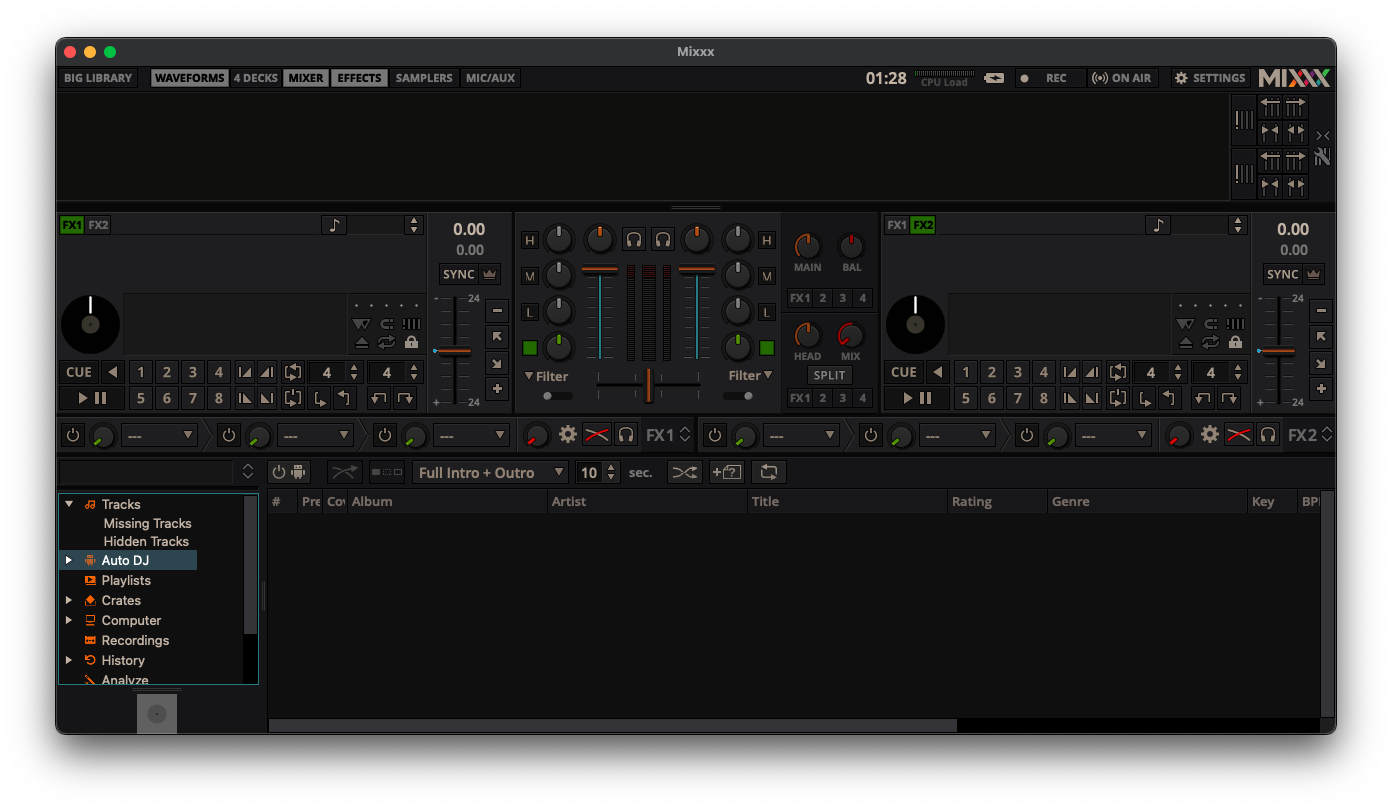 Mixxx
BIG LIBRARY WAVEFORMS 4 DECKS MIXER EFFECTS SAMPLERS MIC/AUX 01:28 CPU Load REC ON AIR SETTINGS MIXXX
FX1 FX2 0.00 H H FX1 FX2 0.00
0.00 MAIN BAL 0.00
SYNC M M SYNC
24 FX1 2 3 4 24
L L
HEAD MIX
CUE 1 2 3 4 4 4 Filter Filter SPLIT CUE 1 2 3 4 4 4
5 6 7 8 24 FX1 2 3 4 5 6 7 8 24
--- --- --- FX1 --- --- --- FX2
Full Intro + Outro 10 sec.
# Pre Cov Album Artist Title Rating Genre Key BPM
Tracks
Missing Tracks
Hidden Tracks
Auto DJ
Playlists
Crates
Computer
Recordings
History
Analyze